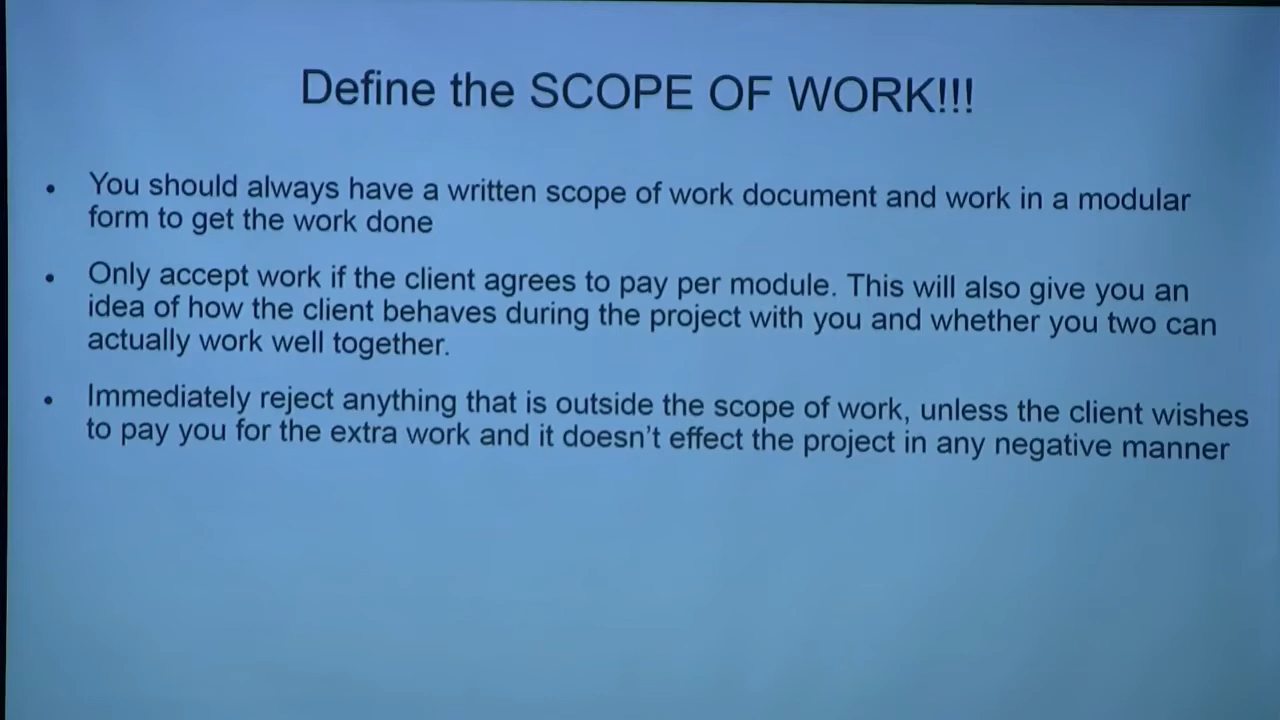 Define the SCOPE OF WORK!!!
• You should always have a written scope of work document and work in a modular
form to get the work done
• Only accept work if the client agrees to pay per module. This will also give you an
idea of how the client behaves during the project with you and whether you two can
actually work well together.
• Immediately reject anything that is outside the scope of work, unless the client wishes
to pay you for the extra work and it doesn't effect the project in any negative manner